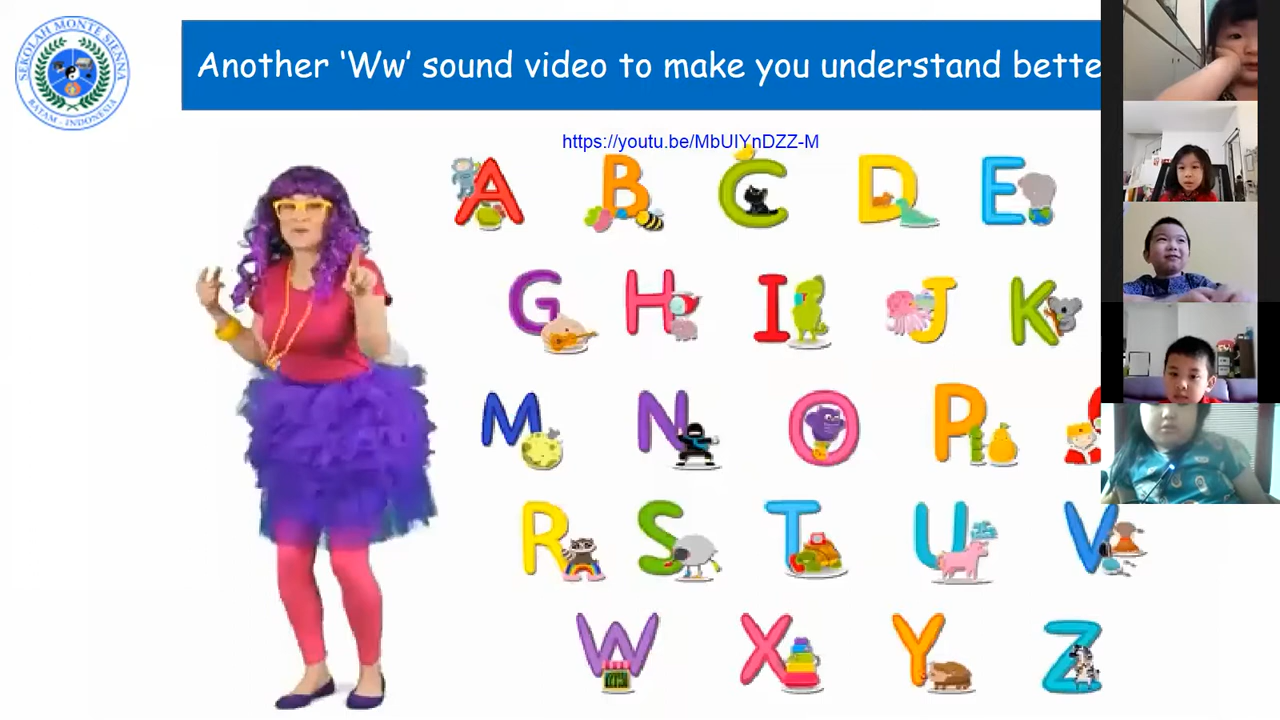 SEKOLAH MONTE SIENNA
BATAM - INDONESIA
Another ‘Ww’ sound video to make you understand bette
https://youtu.be/MbUIYnDZZ-M
A B C D E
G H I J K
M N O P
R S T U V
W X Y Z